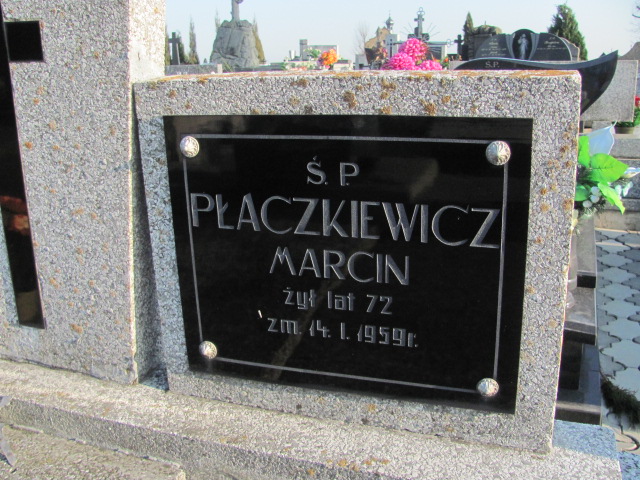 Ś. P.
PŁACZKIEWICZ
MARCIN
żył lat 72
zm. 14. I. 1959r.
Ś.P.